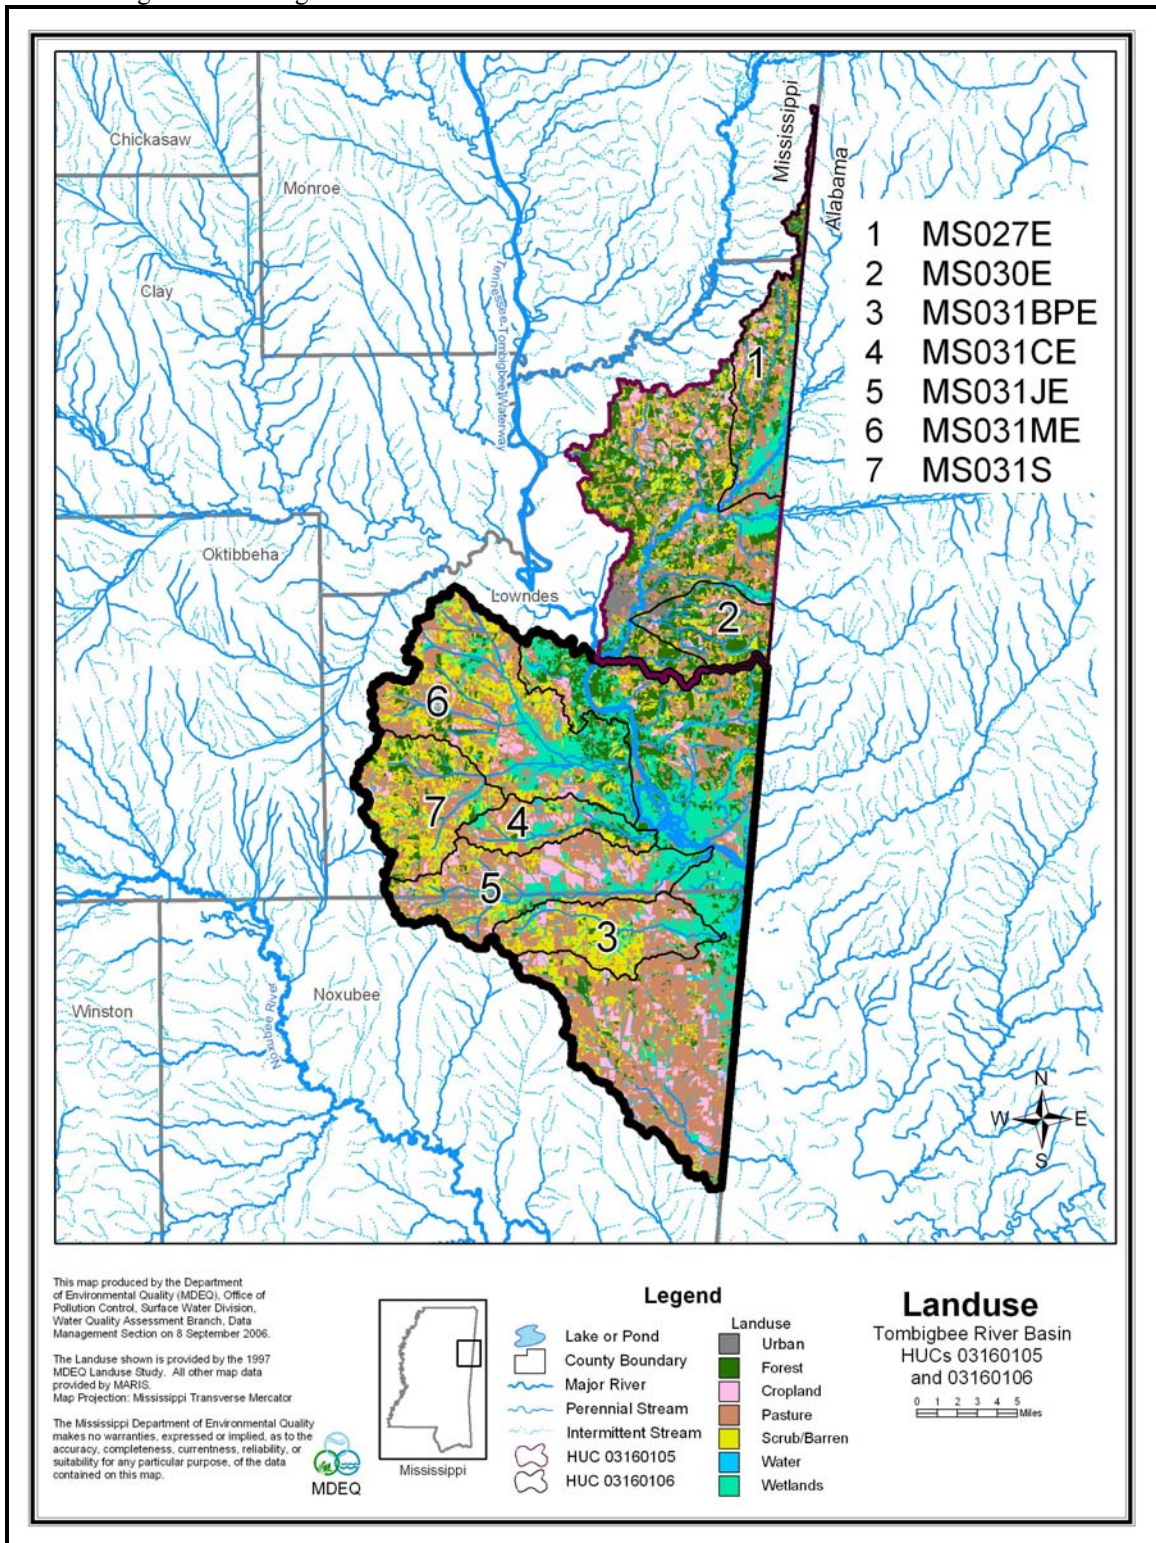 Chickasaw
Monroe
Mississippi
Alabama
Clay
Tennessee-Tombigbee Waterway
1 MS027E
2 MS030E
3 MS031BPE
4 MS031CE
5 MS031JE
6 MS031ME
7 MS031S
1
Oktibbeha
Lowndes
2
6
7
4
5
3
Noxubee
Winston
Noxubee River
N
W E
S
This map produced by the Department
of Environmental Quality (MDEQ), Office of
Pollution Control, Surface Water Division,
Water Quality Assessment Branch, Data
Management Section on 8 September 2006.
The Landuse shown is provided by the 1997
MDEQ Landuse Study. All other map data
provided by MARIS.
Map Projection: Mississippi Transverse Mercator
The Mississippi Department of Environmental Quality
makes no warranties, expressed or implied, as to the
accuracy, completeness, currentness, reliability, or
suitability for any particular purpose, of the data
contained on this map.
MDEQ
Mississippi
Legend
Lake or Pond
County Boundary
Major River
Perennial Stream
Intermittent Stream
HUC 03160105
HUC 03160106
Landuse
Urban
Forest
Cropland
Pasture
Scrub/Barren
Water
Wetlands
Landuse
Tombigbee River Basin
HUCs 03160105
and 03160106
0 1 2 3 4 5
Miles